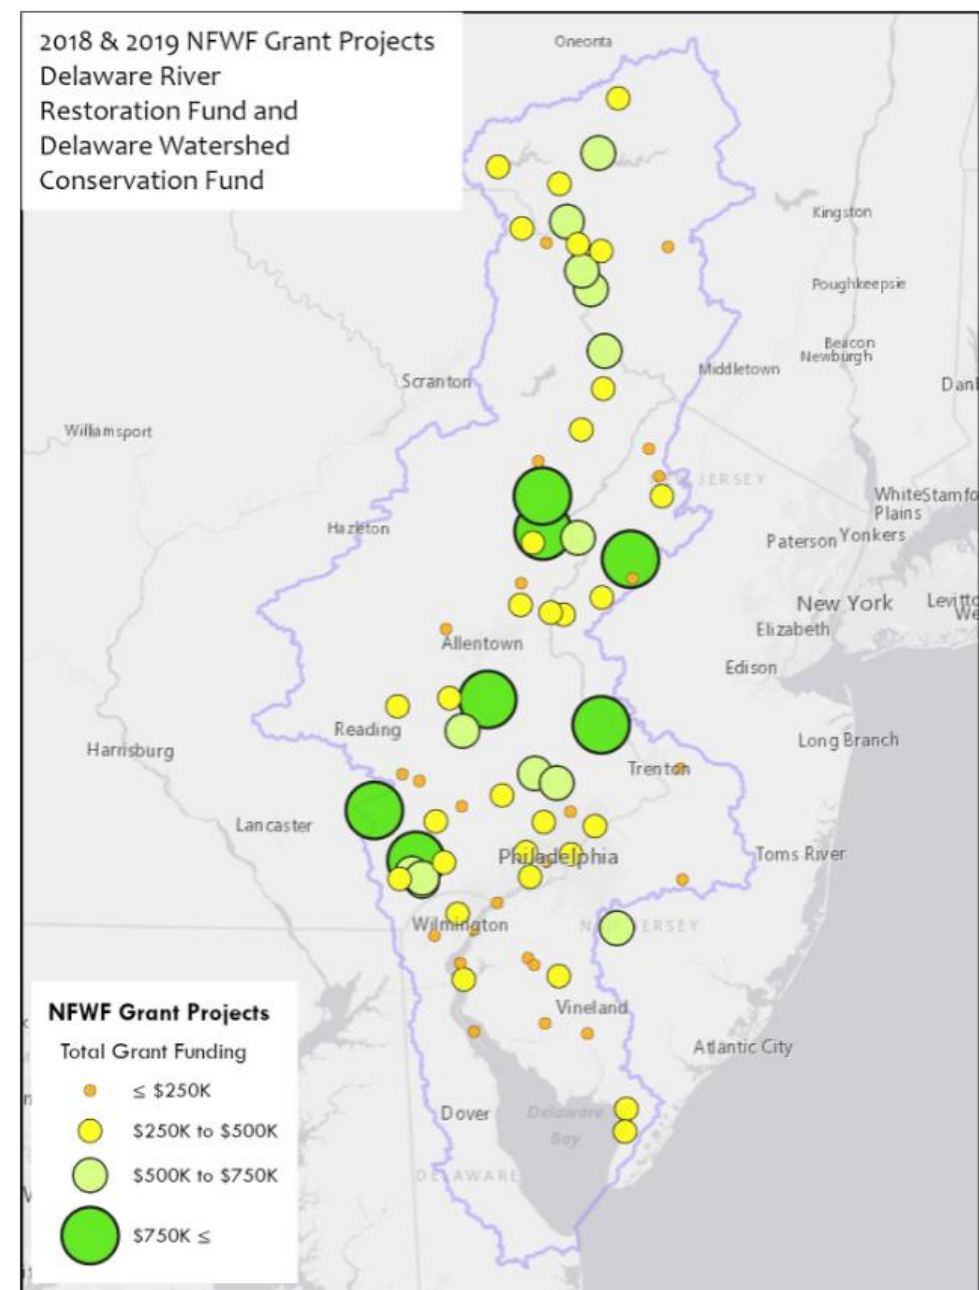 2018 & 2019 NFWF Grant Projects
Delaware River
Restoration Fund and
Delaware Watershed
Conservation Fund
Oneonta
Kingston
Poughkeepsie
Beacon
Newburgh
Middletown
Scranton
Williamsport
JERSEY
Hazleton
White
Stamfo
Plains
Paterson
Yonkers
New York
Levitto
Elizabeth
Allentown
Edison
Reading
Harrisburg
Long Branch
Trenton
Lancaster
Philadelphia
Toms River
Wilmington
Vineland
Atlantic City
Dover
Delaware
Bay
DELAWARE
NFWF Grant Projects
Total Grant Funding
≤ $250K
$250K to $500K
$500K to $750K
$750K ≤